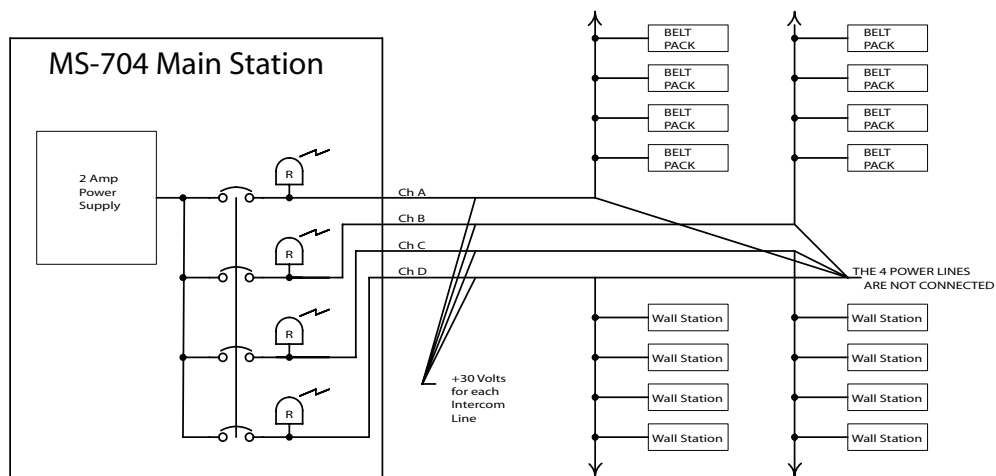 MS-704 Main Station
2 Amp
Power
Supply
R
R
R
R
Ch A
Ch B
Ch C
Ch D
+30 Volts
for each
Intercom
Line
BELT
PACK
BELT
PACK
BELT
PACK
BELT
PACK
BELT
PACK
BELT
PACK
BELT
PACK
BELT
PACK
THE 4 POWER LINES
ARE NOT CONNECTED
Wall Station
Wall Station
Wall Station
Wall Station
Wall Station
Wall Station
Wall Station
Wall Station